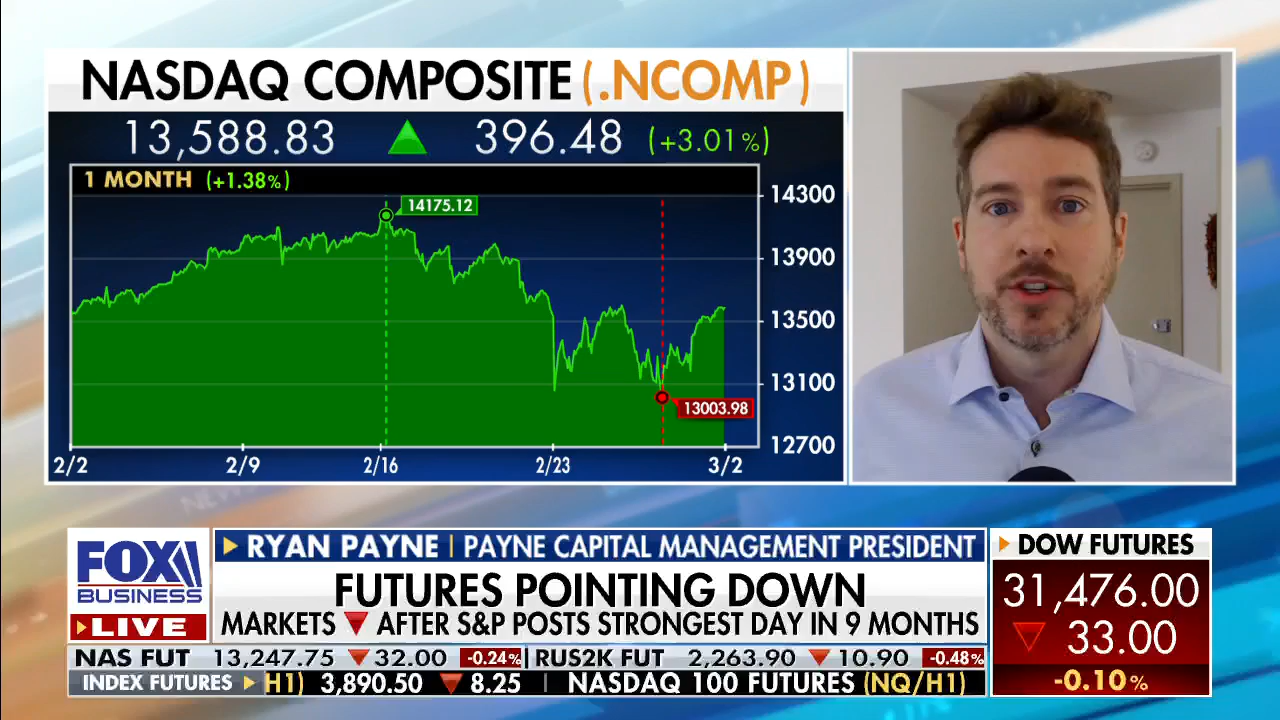 NASDAQ COMPOSITE (.NCOMP)
13,588.83 ▲ 396.48 (+3.01%)
1 MONTH (+1.38%)
14175.12
13003.98
14300
13900
13500
13100
12700
2/2 2/9 2/16 2/23 3/2
FOX BUSINESS
LIVE
RYAN PAYNE | PAYNE CAPITAL MANAGEMENT PRESIDENT
FUTURES POINTING DOWN
MARKETS ▼ AFTER S&P POSTS STRONGEST DAY IN 9 MONTHS
NAS FUT 13,247.75 ▼ 32.00 -0.24% RUS2K FUT 2,263.90 ▼ 10.90 -0.48%
INDEX FUTURES H1) 3,890.50 ▼ 8.25 | NASDAQ 100 FUTURES (NQ/H1)
DOW FUTURES
31,476.00
▽ 33.00
-0.10%